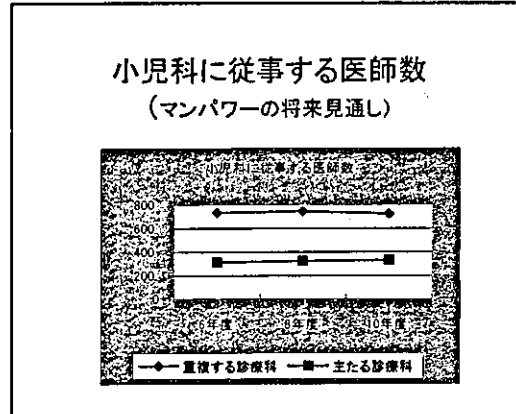 小児科に従事する医師数
(マンパワーの将来見通し)
小児科に従事する医師数
800
600
400
200
0
6年度 8年度 10年度
重複する診療科 主たる診療科